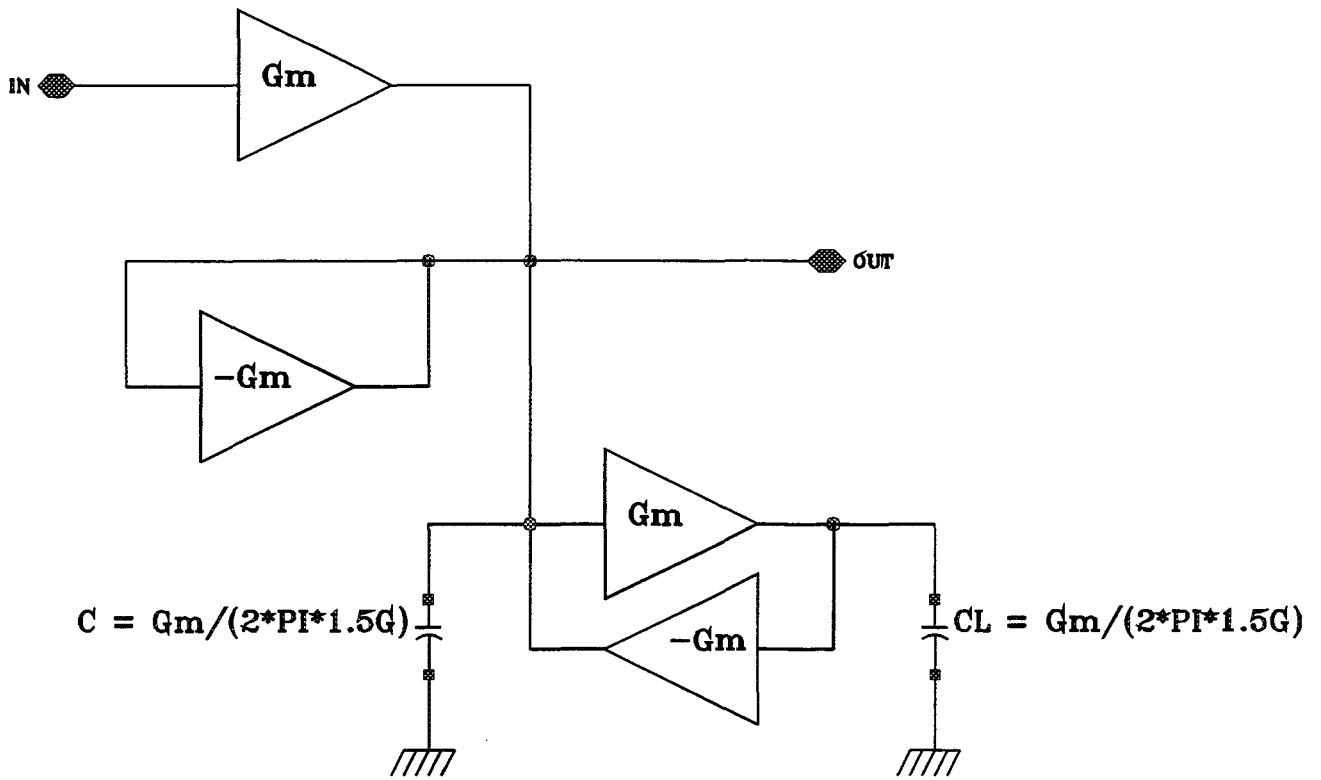 IN
Gm
OUT
-Gm
Gm
C = Gm/(2*PI*1.5G)
-Gm
CL = Gm/(2*PI*1.5G)